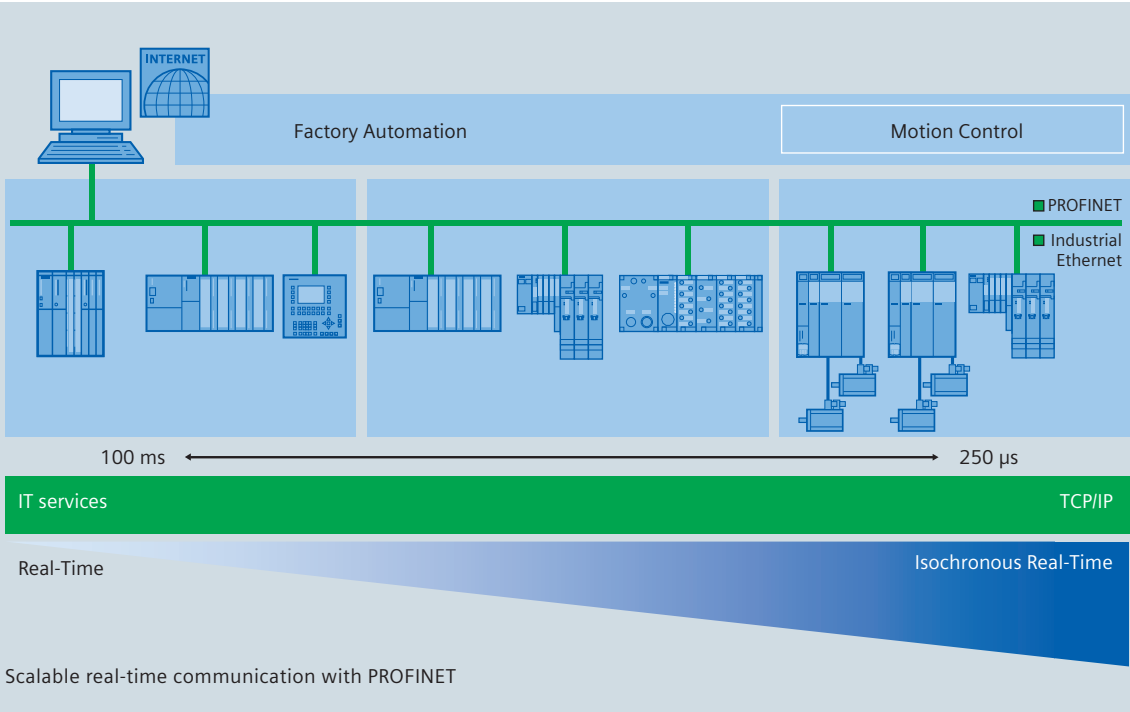 INTERNET
Factory Automation
Motion Control
PROFINET
Industrial
Ethernet
100 ms
250 µs
IT services
TCP/IP
Real-Time
Isochronous Real-Time
Scalable real-time communication with PROFINET